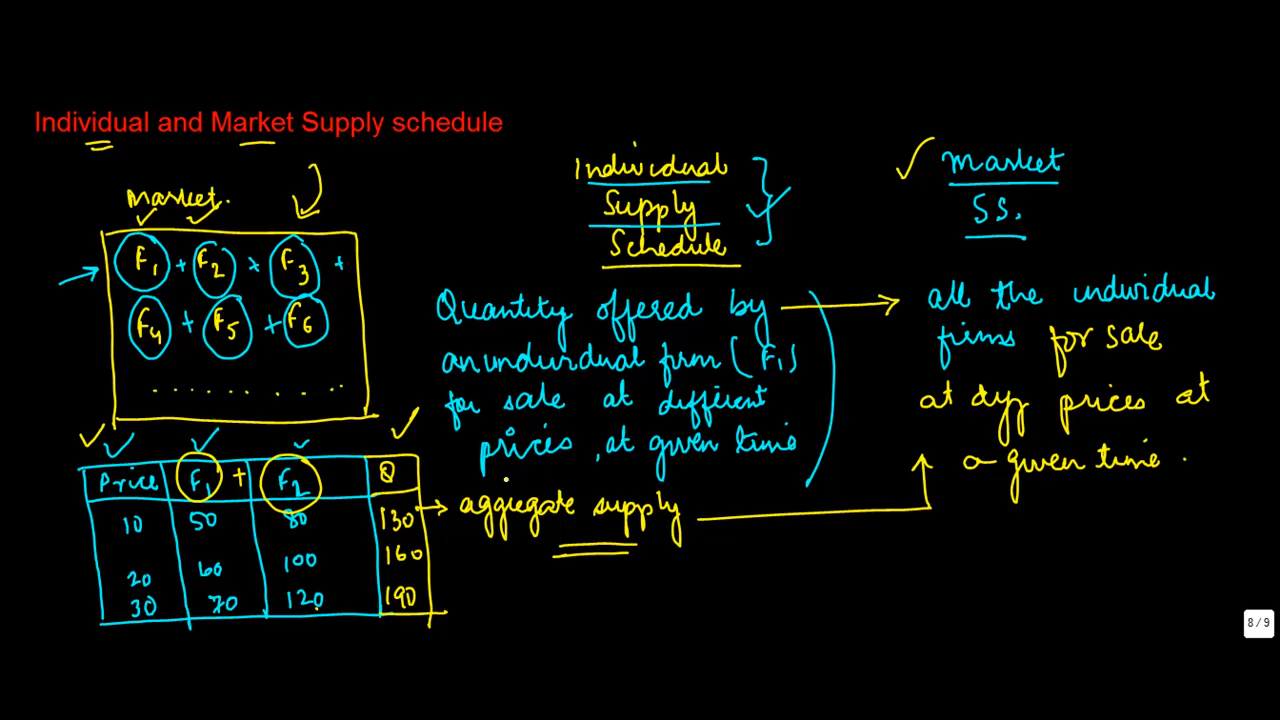 Individual and Market Supply schedule
Market.
F1 + F2 + F3 +
F4 + F5 + F6
. . . . . . . .
Price F1 + F2 Q
10 50 80 130
20 60 100 160
30 70 120 190
Individual
Supply
Schedule
Quantity offered by
an individual firm (F1)
for sale at different
prices, at given time
aggregate supply
Market
SS.
all the individual
firms for sale
at prices at
a given time.
8/9